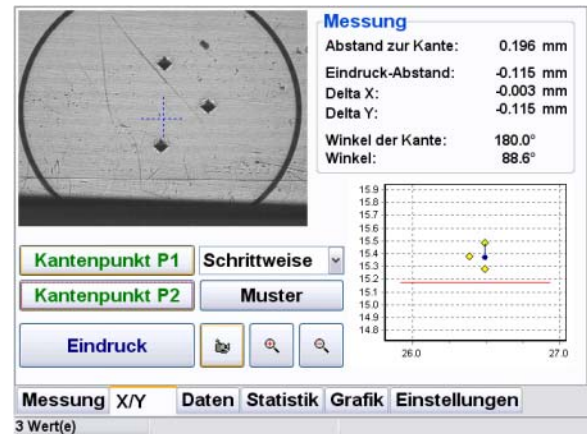 Messung
Abstand zur Kante: 0.196 mm
Eindruck-Abstand: -0.115 mm
Delta X: -0.003 mm
Delta Y: -0.115 mm
Winkel der Kante: 180.0°
Winkel: 88.6°
15.9
15.8
15.7
15.6
15.5
15.4
15.3
15.2
15.1
15.0
14.9
14.8
26.0 27.0
Kantenpunkt P1 Schrittweise
Kantenpunkt P2 Muster
Eindruck
Messung X/Y Daten Statistik Grafik Einstellungen
3 Wert(e)